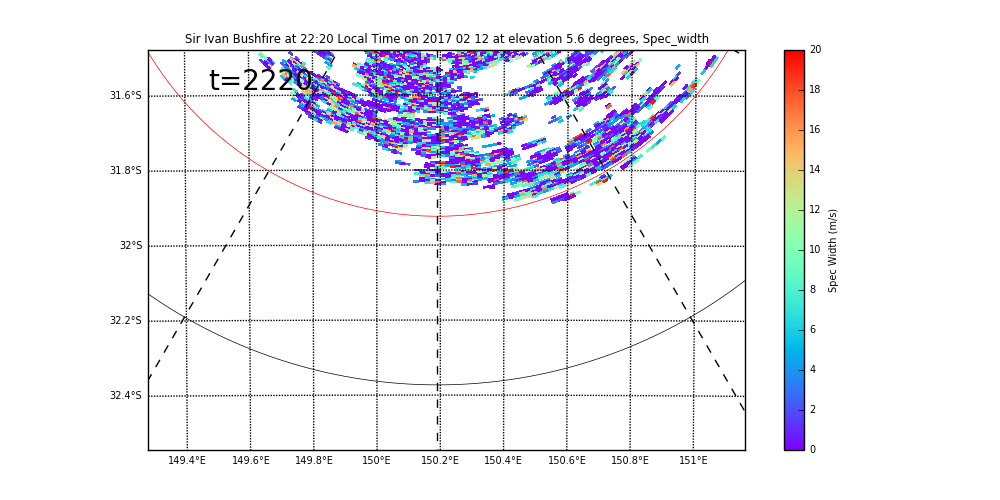 Sir Ivan Bushfire at 22:20 Local Time on 2017 02 12 at elevation 5.6 degrees, Spec_width
t=2220
31.6°S
31.8°S
32°S
32.2°S
32.4°S
149.4°E 149.6°E 149.8°E 150°E 150.2°E 150.4°E 150.6°E 150.8°E 151°E
20
18
16
14
12
10
8
6
4
2
0
Spec Width (m/s)